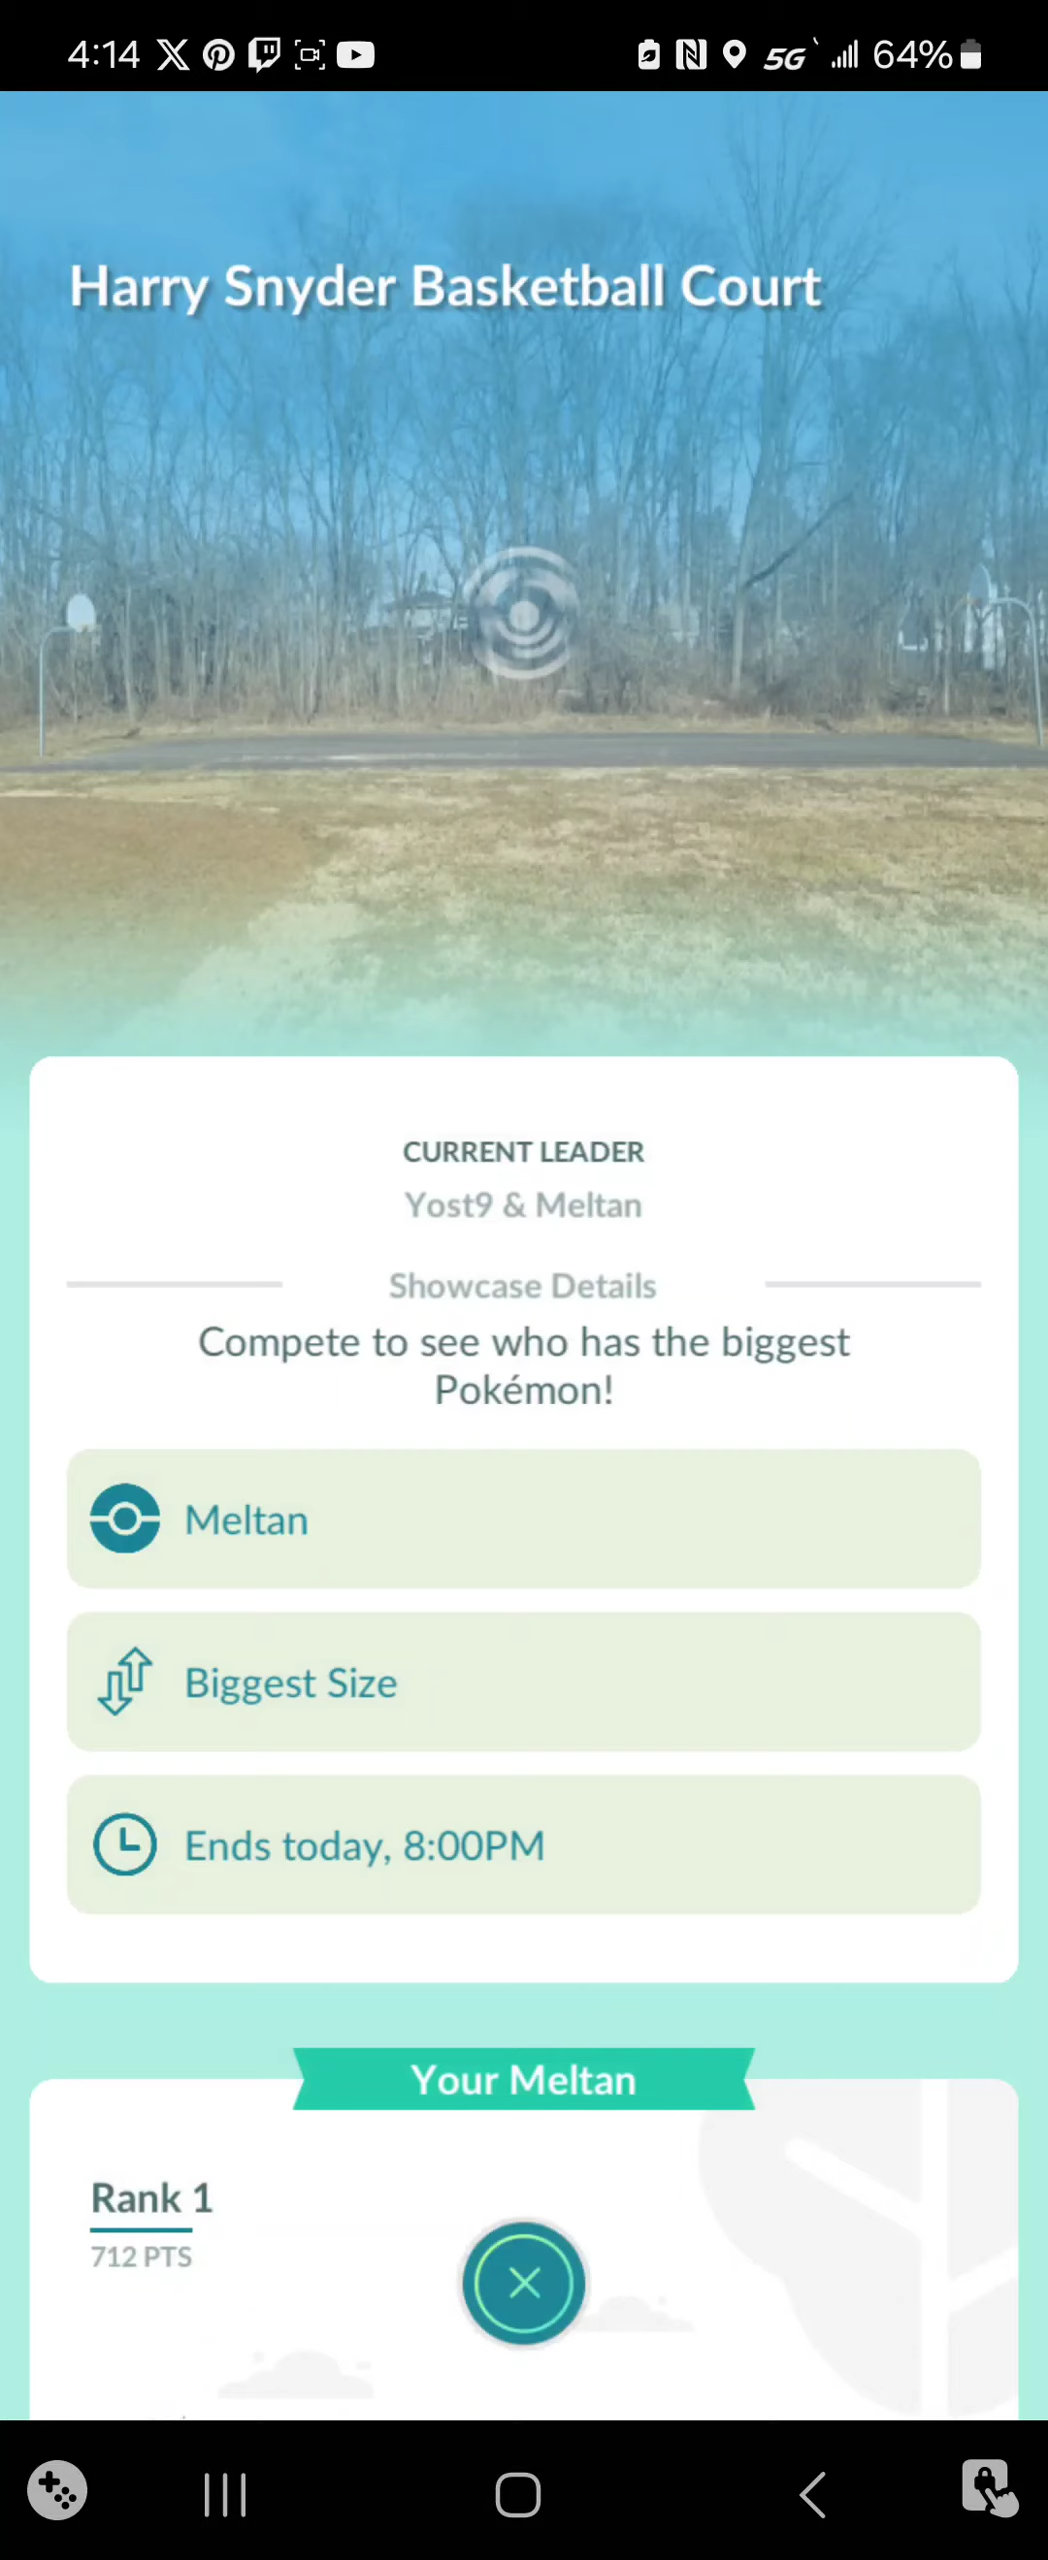 4:14
5G 64%
Harry Snyder Basketball Court
CURRENT LEADER
Yost9 & Meltan
Showcase Details
Compete to see who has the biggest
Pokémon!
Meltan
Biggest Size
Ends today, 8:00PM
Your Meltan
Rank 1
712 PTS